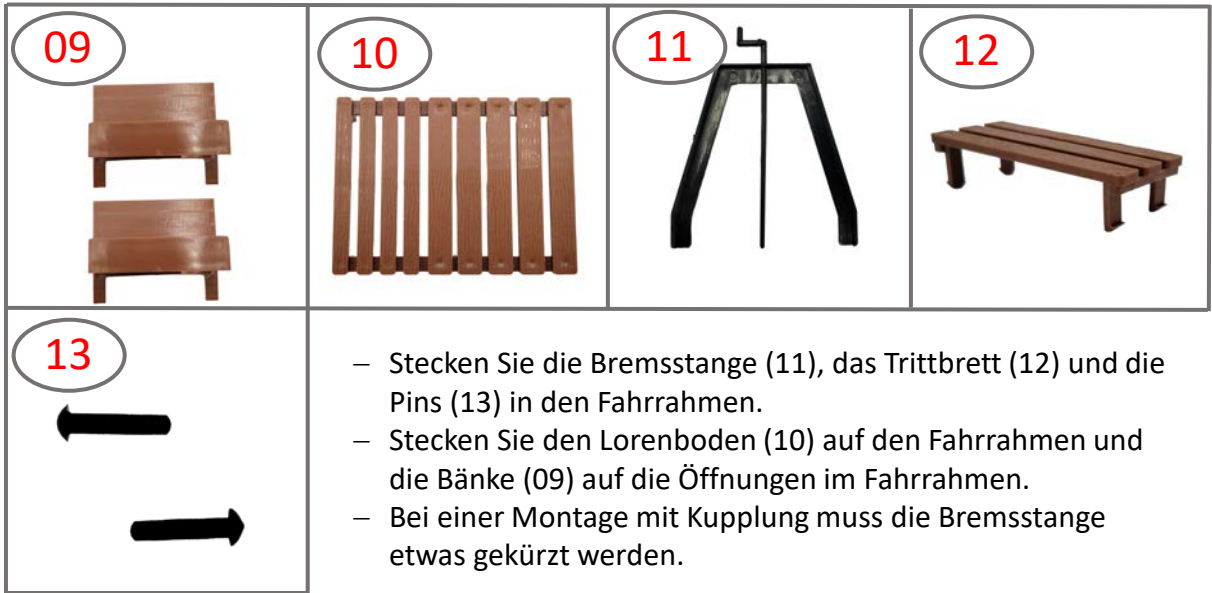 09
10
11
12
13
– Stecken Sie die Bremsstange (11), das Trittbrett (12) und die
Pins (13) in den Fahrrahmen.
– Stecken Sie den Lorenboden (10) auf den Fahrrahmen und
die Bänke (09) auf die Öffnungen im Fahrrahmen.
– Bei einer Montage mit Kupplung muss die Bremsstange
etwas gekürzt werden.